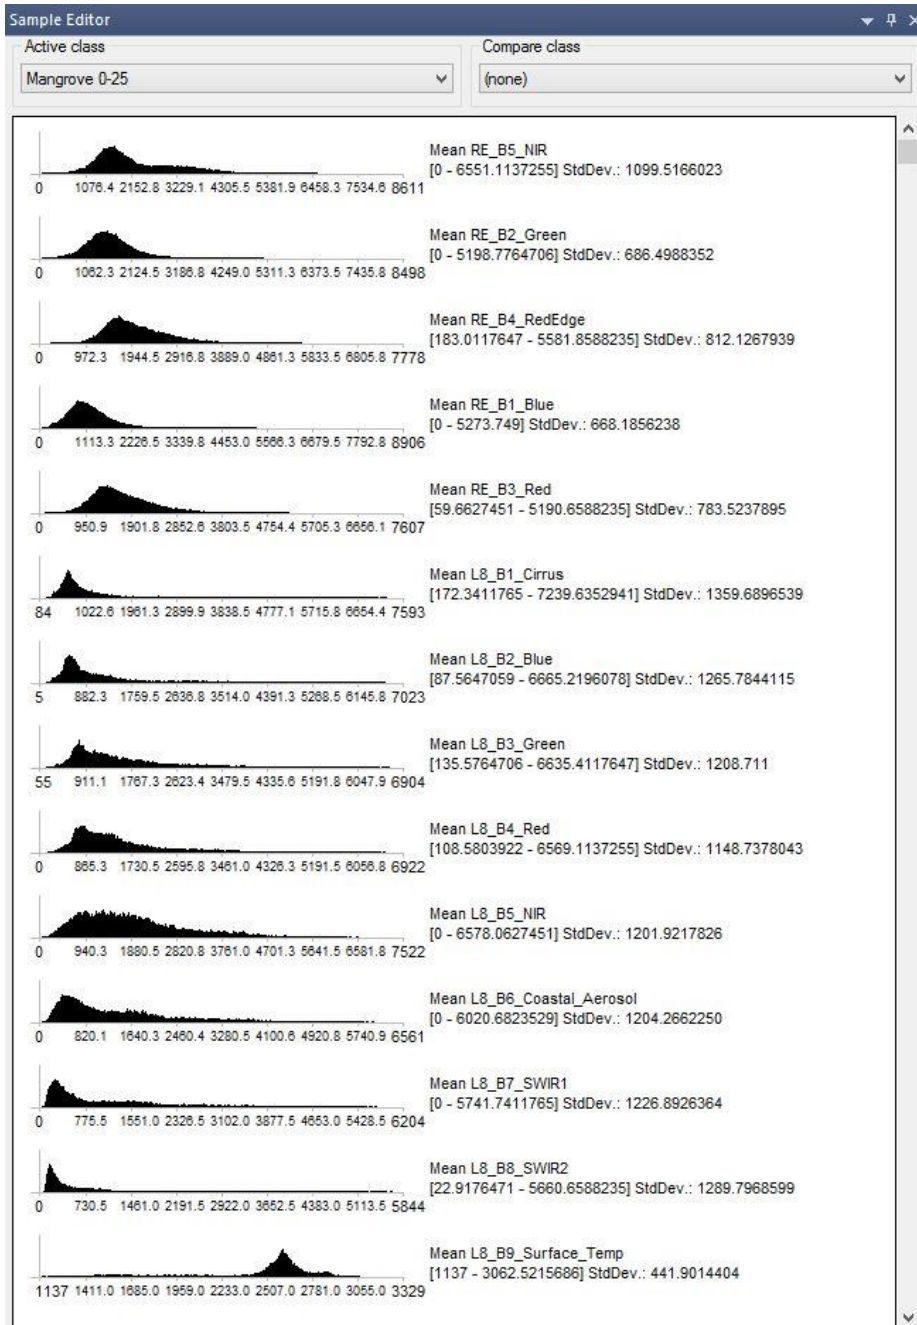 Sample Editor
Active class
Compare class
Mangrove 0-25
(none)
Mean RE_B5_NIR
[0 - 6551.1137255] StdDev.: 1099.5166023
0 1076.4 2152.8 3229.1 4305.5 5381.9 6458.3 7534.6 8611
Mean RE_B2_Green
[0 - 5198.7764706] StdDev.: 686.4988352
0 1062.3 2124.5 3186.8 4249.0 5311.3 6373.5 7435.8 8498
Mean RE_B4_RedEdge
[183.0117647 - 5581.8588235] StdDev.: 812.1267939
0 972.3 1944.5 2916.8 3889.0 4861.3 5833.5 6805.8 7778
Mean RE_B1_Blue
[0 - 5273.749] StdDev.: 668.1856238
0 1113.3 2226.5 3339.8 4453.0 5566.3 6679.5 7792.8 8906
Mean RE_B3_Red
[59.6627451 - 5190.6588235] StdDev.: 783.5237895
0 950.9 1901.8 2852.6 3803.5 4754.4 5705.3 6656.1 7607
Mean L8_B1_Cirrus
[172.3411765 - 7239.6352941] StdDev.: 1359.6896539
84 1022.6 1961.3 2899.9 3838.5 4777.1 5715.8 6654.4 7593
Mean L8_B2_Blue
[87.5647059 - 6665.2196078] StdDev.: 1265.7844115
5 882.3 1759.5 2636.8 3514.0 4391.3 5268.5 6145.8 7023
Mean L8_B3_Green
[135.5764706 - 6635.4117647] StdDev.: 1208.711
55 911.1 1767.3 2623.4 3479.5 4335.6 5191.8 6047.9 6904
Mean L8_B4_Red
[108.5803922 - 6569.1137255] StdDev.: 1148.7378043
0 865.3 1730.5 2595.8 3461.0 4326.3 5191.5 6056.8 6922
Mean L8_B5_NIR
[0 - 6578.0627451] StdDev.: 1201.9217826
0 940.3 1880.5 2820.8 3761.0 4701.3 5641.5 6581.8 7522
Mean L8_B6_Coastal_Aerosol
[0 - 6020.6823529] StdDev.: 1204.2662250
0 820.1 1640.3 2460.4 3280.5 4100.6 4920.8 5740.9 6561
Mean L8_B7_SWIR1
[0 - 5741.7411765] StdDev.: 1226.8926364
0 775.5 1551.0 2326.5 3102.0 3877.5 4653.0 5428.5 6204
Mean L8_B8_SWIR2
[22.9176471 - 5660.6588235] StdDev.: 1289.7968599
0 730.5 1461.0 2191.5 2922.0 3652.5 4383.0 5113.5 5844
Mean L8_B9_Surface_Temp
[1137 - 3062.5215686] StdDev.: 441.9014404
1137 1411.0 1685.0 1959.0 2233.0 2507.0 2781.0 3055.0 3329